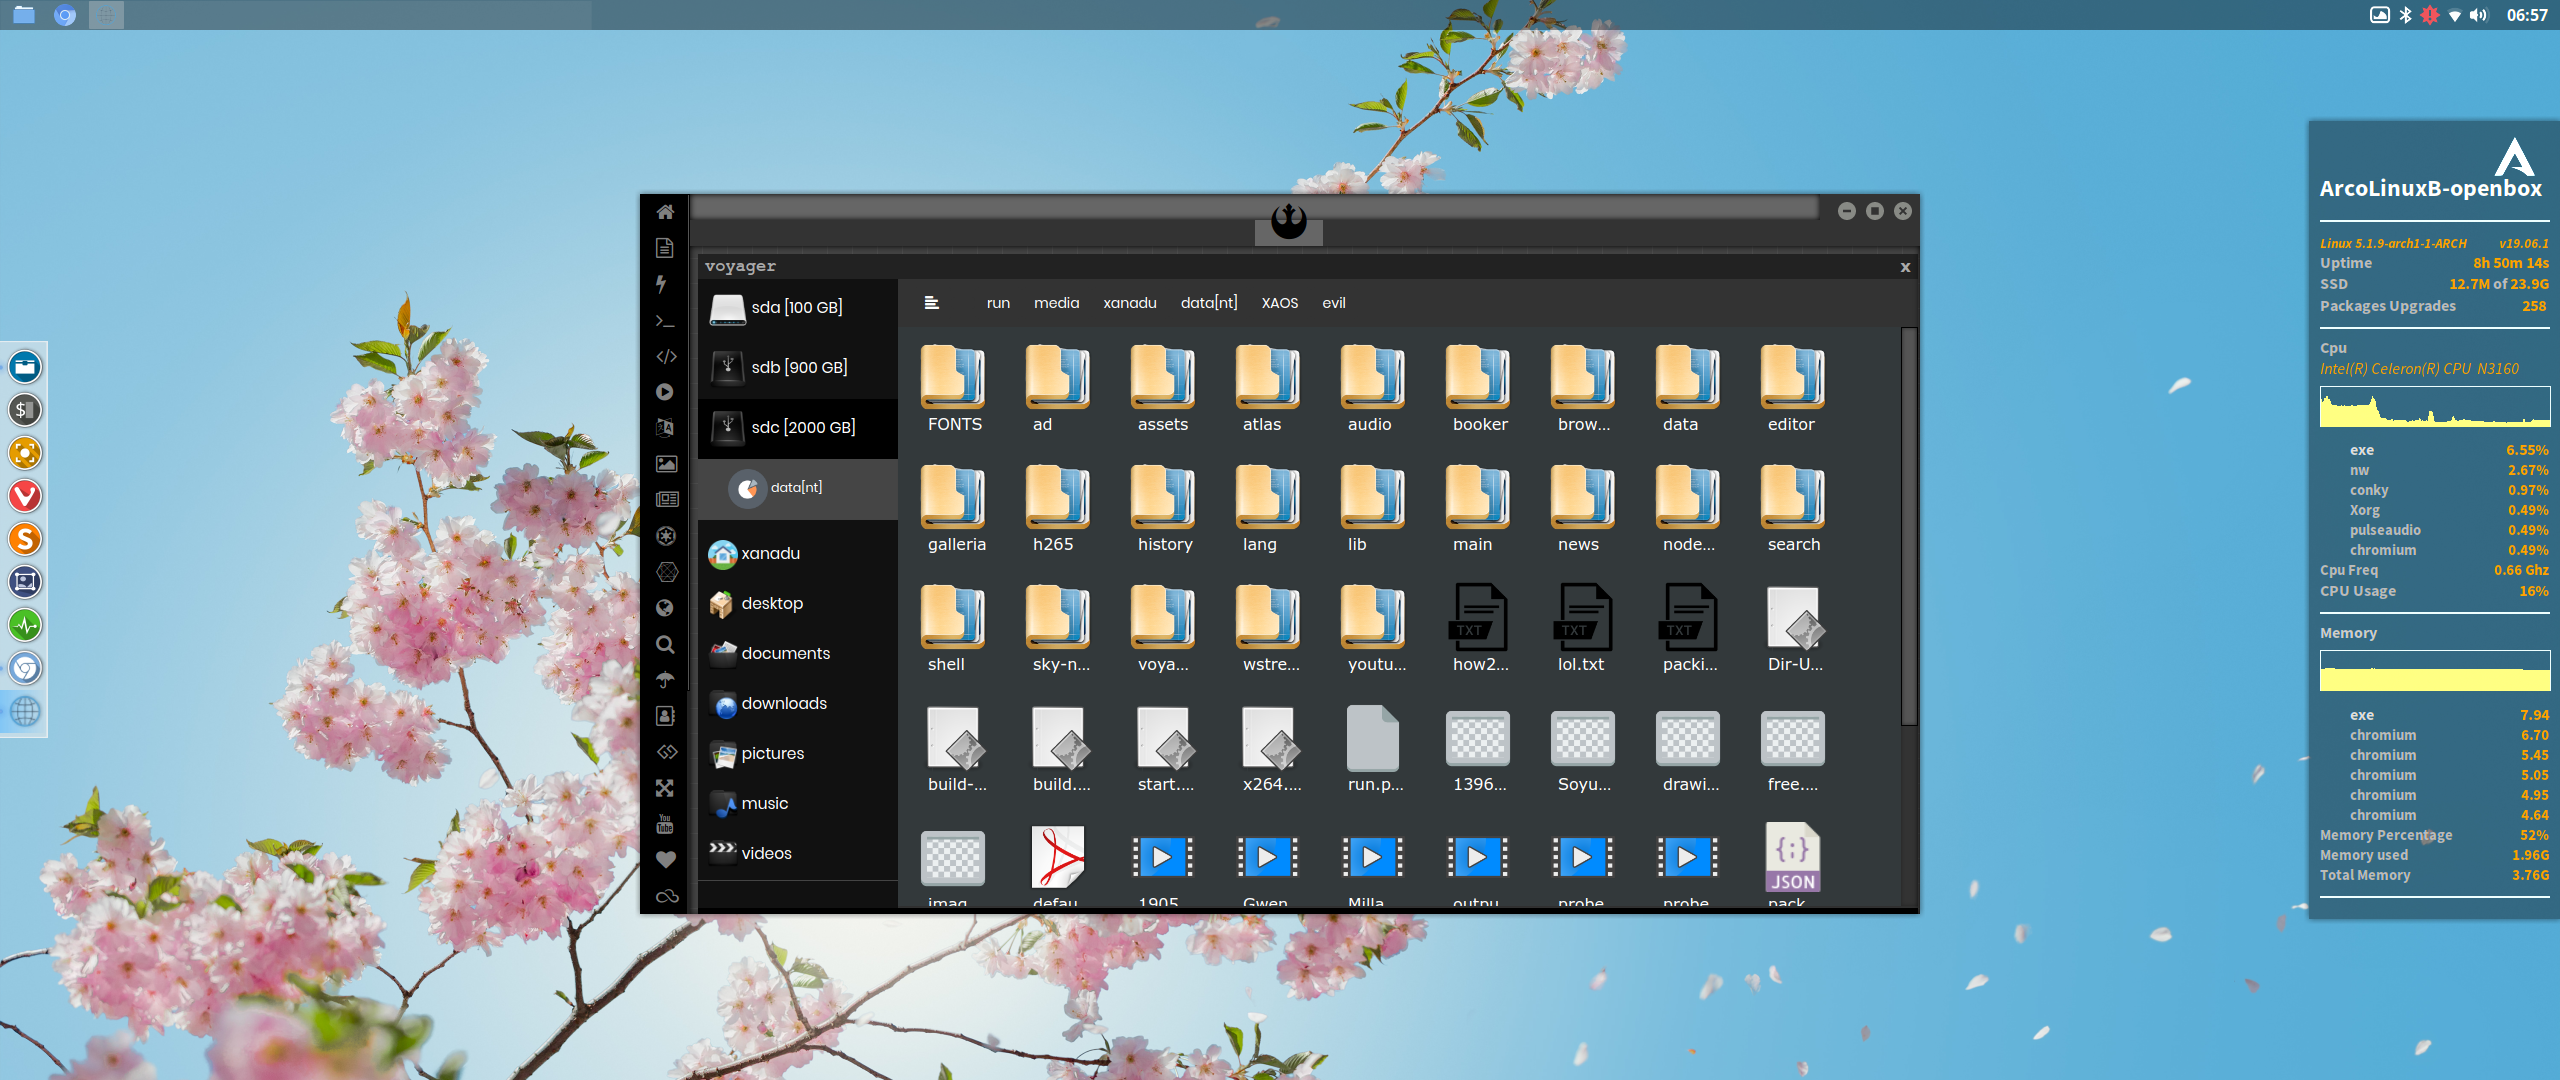 06:57
ArcoLinuxB-openbox
Linux 5.1.9-arch1-1-ARCH v19.06.1
Uptime 8h 50m 14s
SSD 12.7M of 23.9G
Packages Upgrades 258
Cpu
Intel(R) Celeron(R) CPU N3160
exe 6.55%
nw 2.67%
conky 0.97%
Xorg 0.49%
pulseaudio 0.49%
chromium 0.49%
Cpu Freq 0.66 Ghz
CPU Usage 16%
Memory
exe 7.94
chromium 6.70
chromium 5.45
chromium 5.05
chromium 4.95
chromium 4.64
Memory Percentage 52%
Memory used 1.96G
Total Memory 3.76G
voyager x
sda [100 GB]
sdb [900 GB]
sdc [2000 GB]
data[nt]
xanadu
desktop
documents
downloads
pictures
music
videos
You Tube
run media xanadu data[nt] XAOS evil
FONTS ad assets atlas audio booker brow... data editor
galleria h265 history lang lib main news node... search
TXT TXT TXT
shell sky-n... voya... wstre... youtu... how2... lol.txt packi... Dir-U...
build-... build.... start.... x264.... run.p... 1396... Soyu... drawi... free....
{;} JSON
imag defau 1905 Gwen Milla outpu probe probe pack